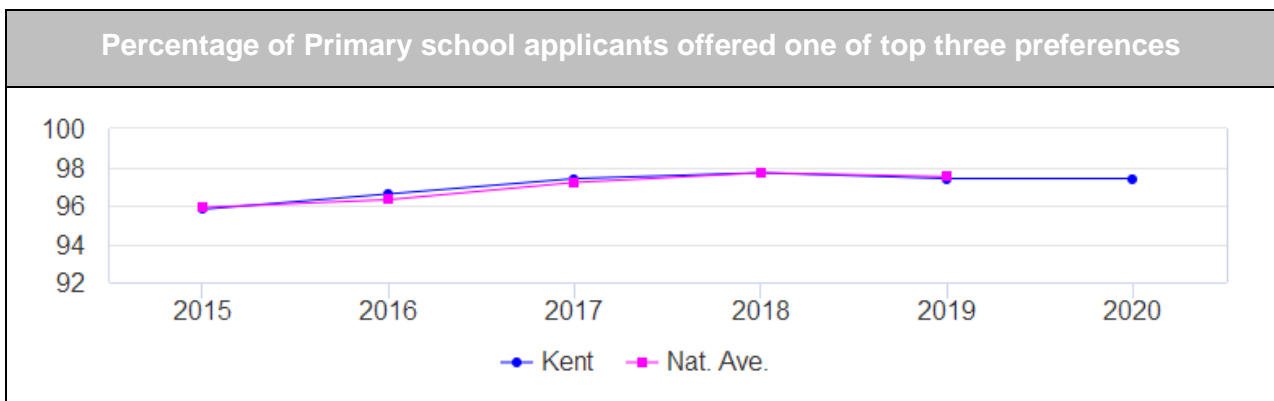 Percentage of Primary school applicants offered one of top three preferences
100
98
96
94
92
2015 2016 2017 2018 2019 2020
Kent Nat. Ave.